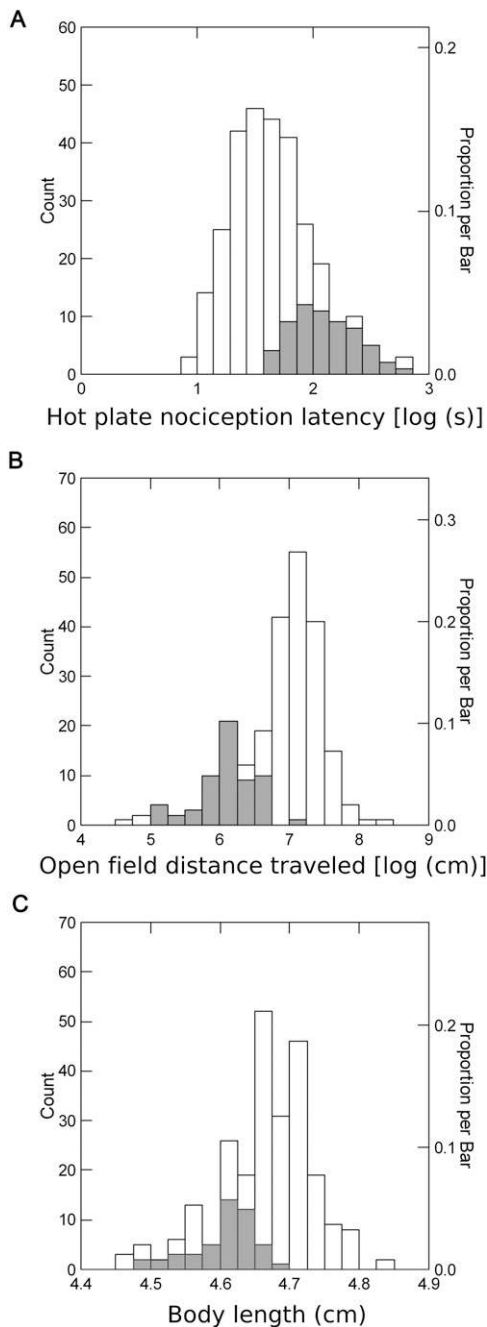 A
60
50
40
30
20
10
0
Count
0.2
0.1
0.0
Proportion per Bar
0 1 2 3
Hot plate nociception latency [log (s)]
B
70
60
50
40
30
20
10
0
Count
0.3
0.2
0.1
0.0
Proportion per Bar
4 5 6 7 8 9
Open field distance traveled [log (cm)]
C
70
60
50
40
30
20
10
0
Count
0.2
0.1
0.0
Proportion per Bar
4.4 4.5 4.6 4.7 4.8 4.9
Body length (cm)